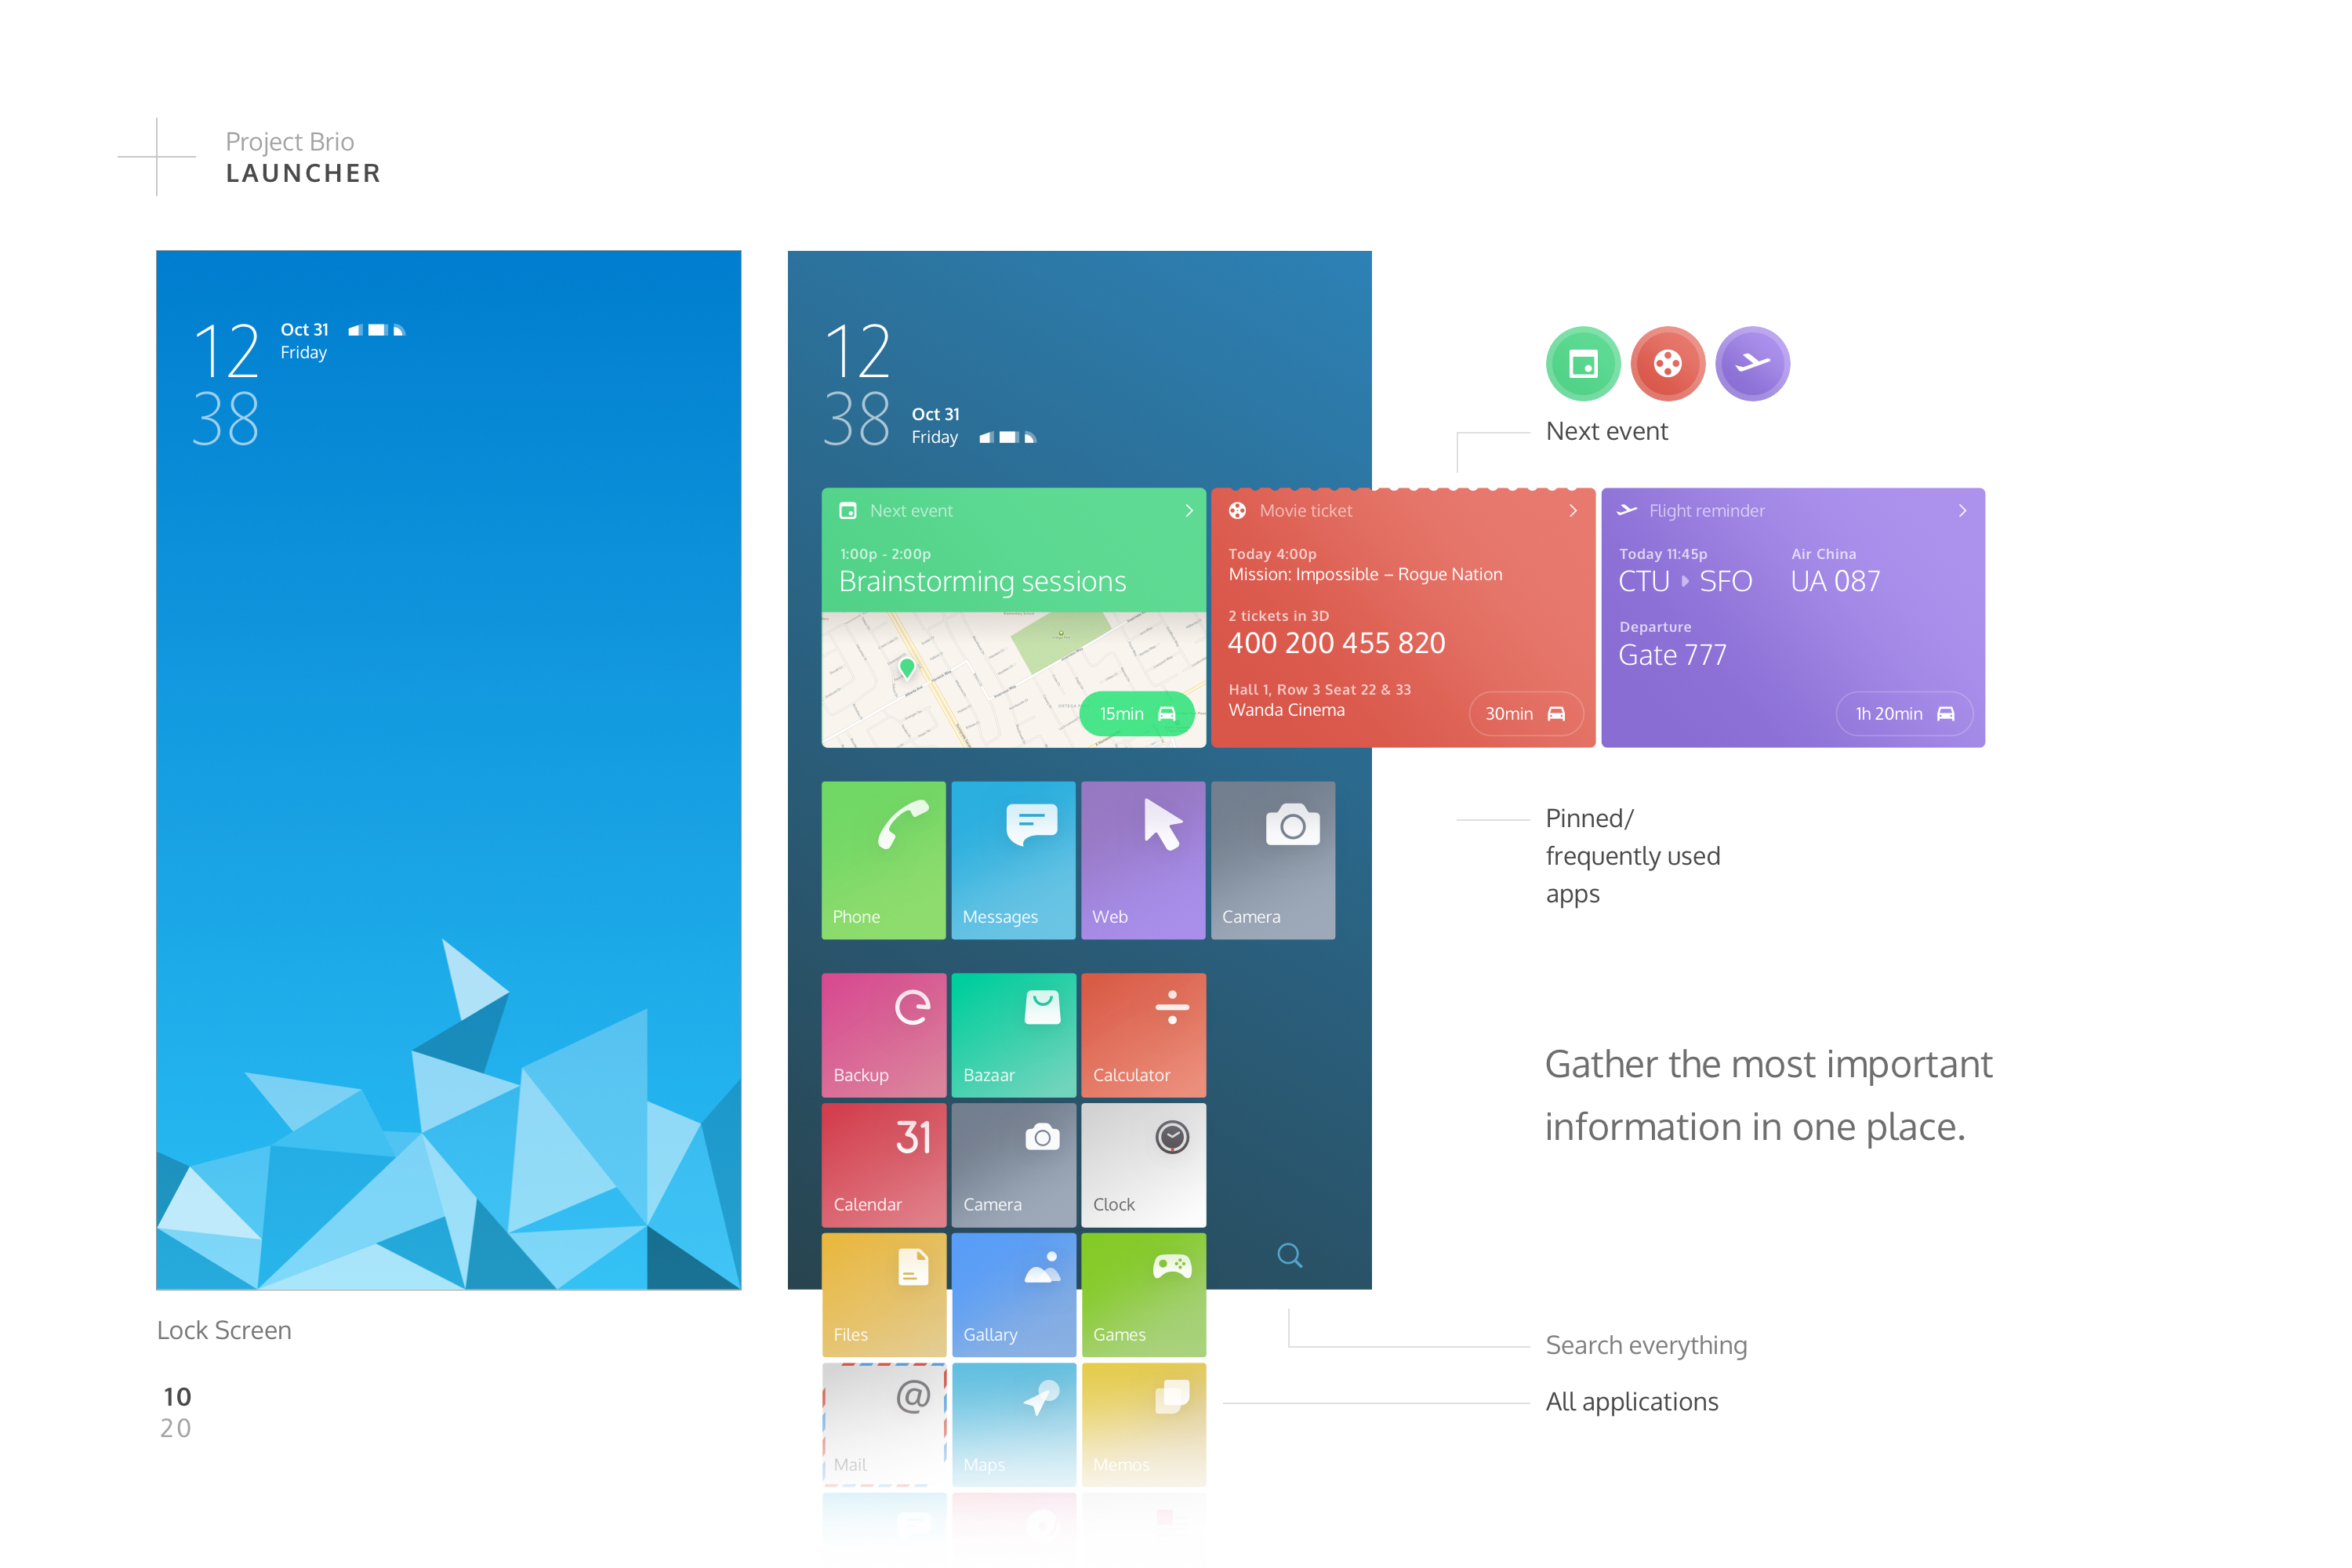 Project Brio
LAUNCHER
12
38
Oct 31
Friday
12
38
Oct 31
Friday
Next event
Next event
1:00p - 2:00p
Brainstorming sessions
15min
Movie ticket
Today 4:00p
Mission: Impossible – Rogue Nation
2 tickets in 3D
400 200 455 820
Hall 1, Row 3 Seat 22 & 33
Wanda Cinema
30min
Flight reminder
Today 11:45p
Air China
CTU SFO
UA 087
Departure
Gate 777
1h 20min
Phone
Messages
Web
Camera
Pinned/
frequently used
apps
Backup
Bazaar
Calculator
31
Calendar
Camera
Clock
Files
Gallary
Games
@
Mail
Maps
Memos
Gather the most important
information in one place.
Search everything
All applications
Lock Screen
10
20